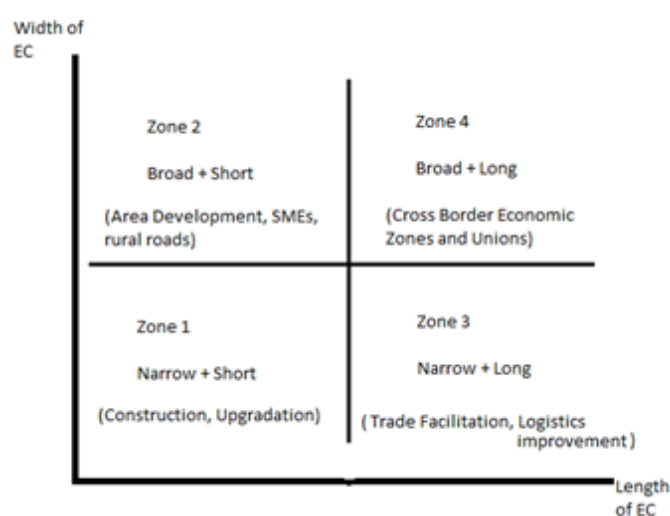 Width of
EC
Zone 2
Broad + Short
(Area Development, SMEs,
rural roads)
Zone 4
Broad + Long
(Cross Border Economic
Zones and Unions)
Zone 1
Narrow + Short
(Construction, Upgradation)
Zone 3
Narrow + Long
( Trade Facilitation, Logistics
improvement )
Length
of EC